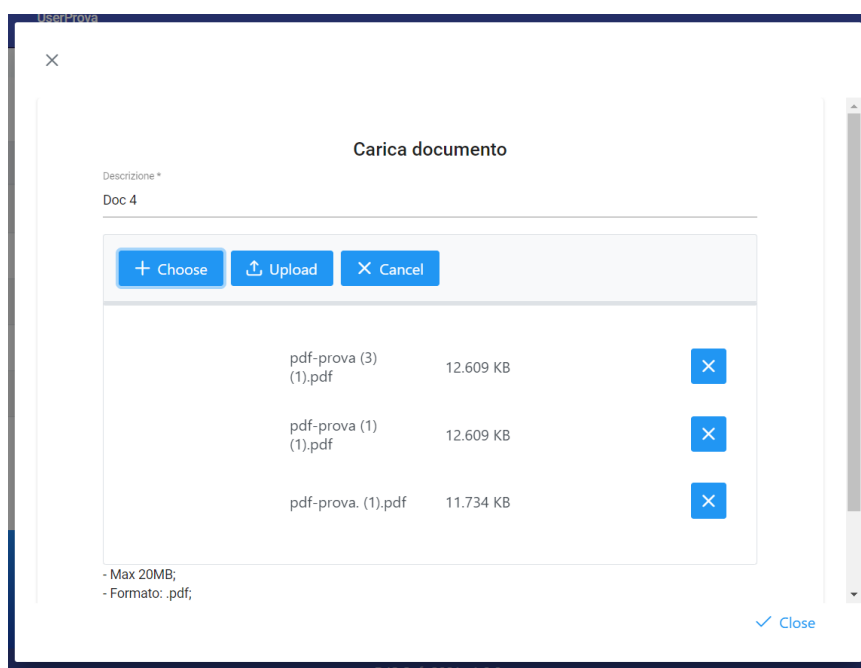 UserProva
Carica documento
Descrizione *
Doc 4
Choose
Upload
Cancel
pdf-prova (3)
(1).pdf
12.609 KB
pdf-prova (1)
(1).pdf
12.609 KB
pdf-prova. (1).pdf
11.734 KB
- Max 20MB;
- Formato: .pdf;
Close